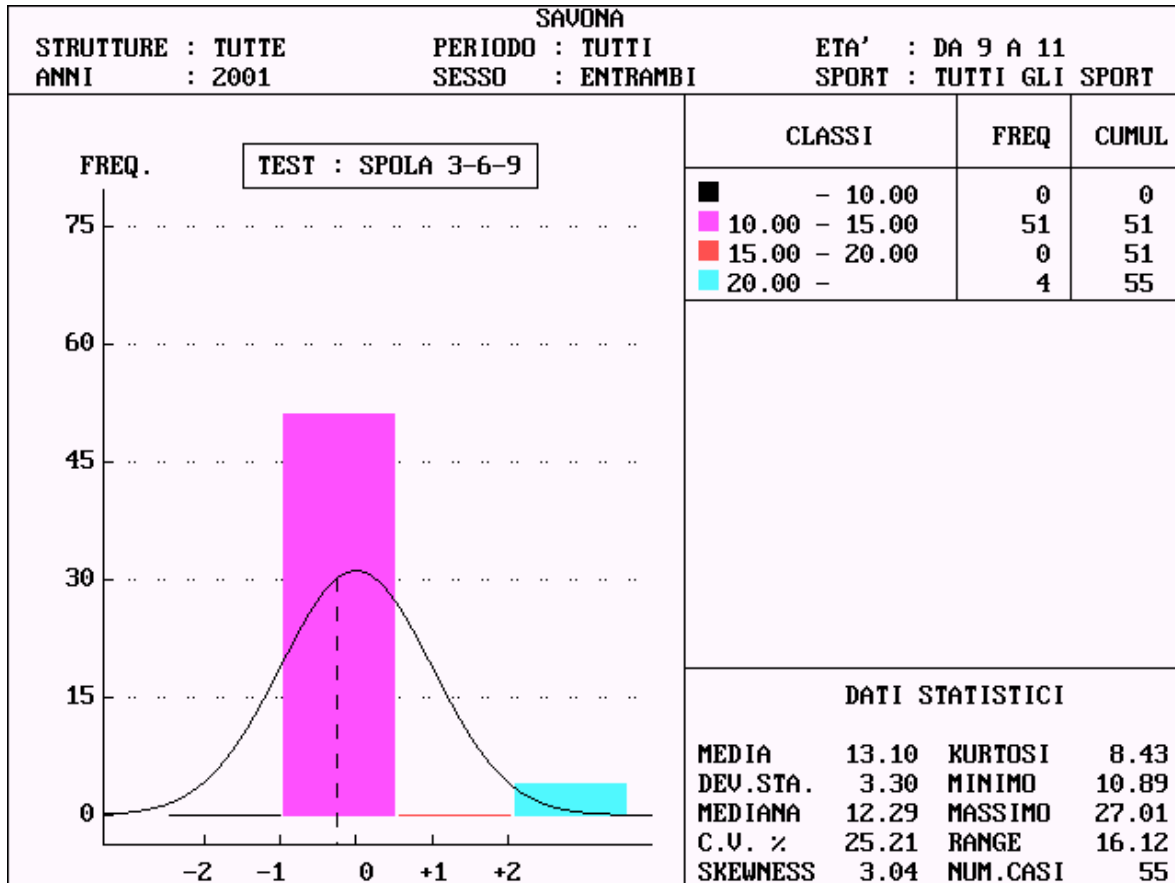 SAVONA
STRUTTURE : TUTTE PERIODO : TUTTI ETA' : DA 9 A 11
ANNI : 2001 SESSO : ENTRAMBI SPORT : TUTTI GLI SPORT
FREQ.
TEST : SPOLA 3-6-9
75
60
45
30
15
0
-2 -1 0 +1 +2
CLASSI FREQ CUMUL
- 10.00 0 0
10.00 - 15.00 51 51
15.00 - 20.00 0 51
20.00 - 4 55
DATI STATISTICI
MEDIA 13.10 KURTOSI 8.43
DEV.STA. 3.30 MINIMO 10.89
MEDIANA 12.29 MASSIMO 27.01
C.V. % 25.21 RANGE 16.12
SKEWNESS 3.04 NUM.CASI 55